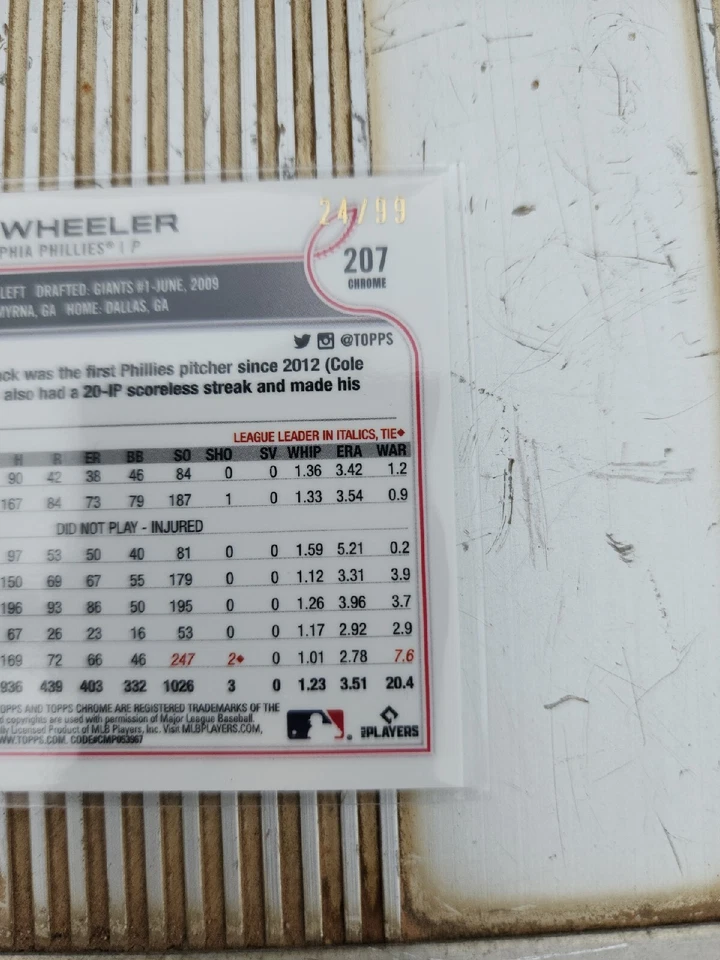 24/99
WHEELER
PHIA PHILLIES® | P
207
CHROME
LEFT DRAFTED: GIANTS #1-JUNE, 2009
MYRNA, GA HOME: DALLAS, GA
@TOPPS
ck was the first Phillies pitcher since 2012 (Cole
also had a 20-IP scoreless streak and made his
LEAGUE LEADER IN ITALICS, TIE◆
H R ER BB SO SHO SV WHIP ERA WAR
90 42 38 46 84 0 0 1.36 3.42 1.2
167 84 73 79 187 1 0 1.33 3.54 0.9
DID NOT PLAY - INJURED
97 53 50 40 81 0 0 1.59 5.21 0.2
150 69 67 55 179 0 0 1.12 3.31 3.9
196 93 86 50 195 0 0 1.26 3.96 3.7
67 26 23 16 53 0 0 1.17 2.92 2.9
169 72 66 46 247 2◆ 0 1.01 2.78 7.6
936 439 403 332 1026 3 0 1.23 3.51 20.4
OPPS AND TOPPS CHROME ARE REGISTERED TRADEMARKS OF THE
copyrights are used with permission of Major League Baseball.
lly Licensed Product of MLB Players, Inc. Visit MLBPLAYERS.COM,
WW.TOPPS.COM. CODE#CMP053967
PLAYERS